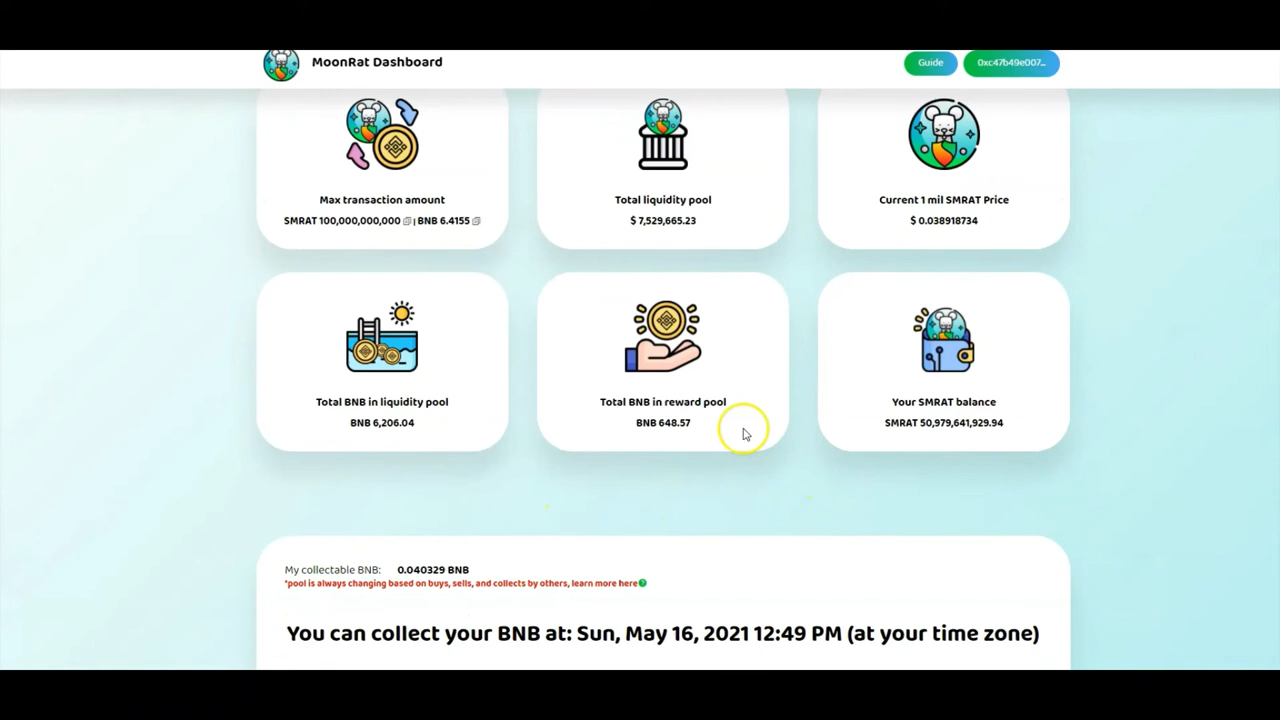 MoonRat Dashboard
Guide
0xc47b49e007...
Max transaction amount
SMRAT 100,000,000,000 | BNB 6.4155
Total liquidity pool
$ 7,529,665.23
Current 1 mil SMRAT Price
$ 0.038918734
Total BNB in liquidity pool
BNB 6,206.04
Total BNB in reward pool
BNB 648.57
Your SMRAT balance
SMRAT 50,979,641,929.94
My collectable BNB: 0.040329 BNB
*pool is always changing based on buys, sells, and collects by others, learn more here?
You can collect your BNB at: Sun, May 16, 2021 12:49 PM (at your time zone)